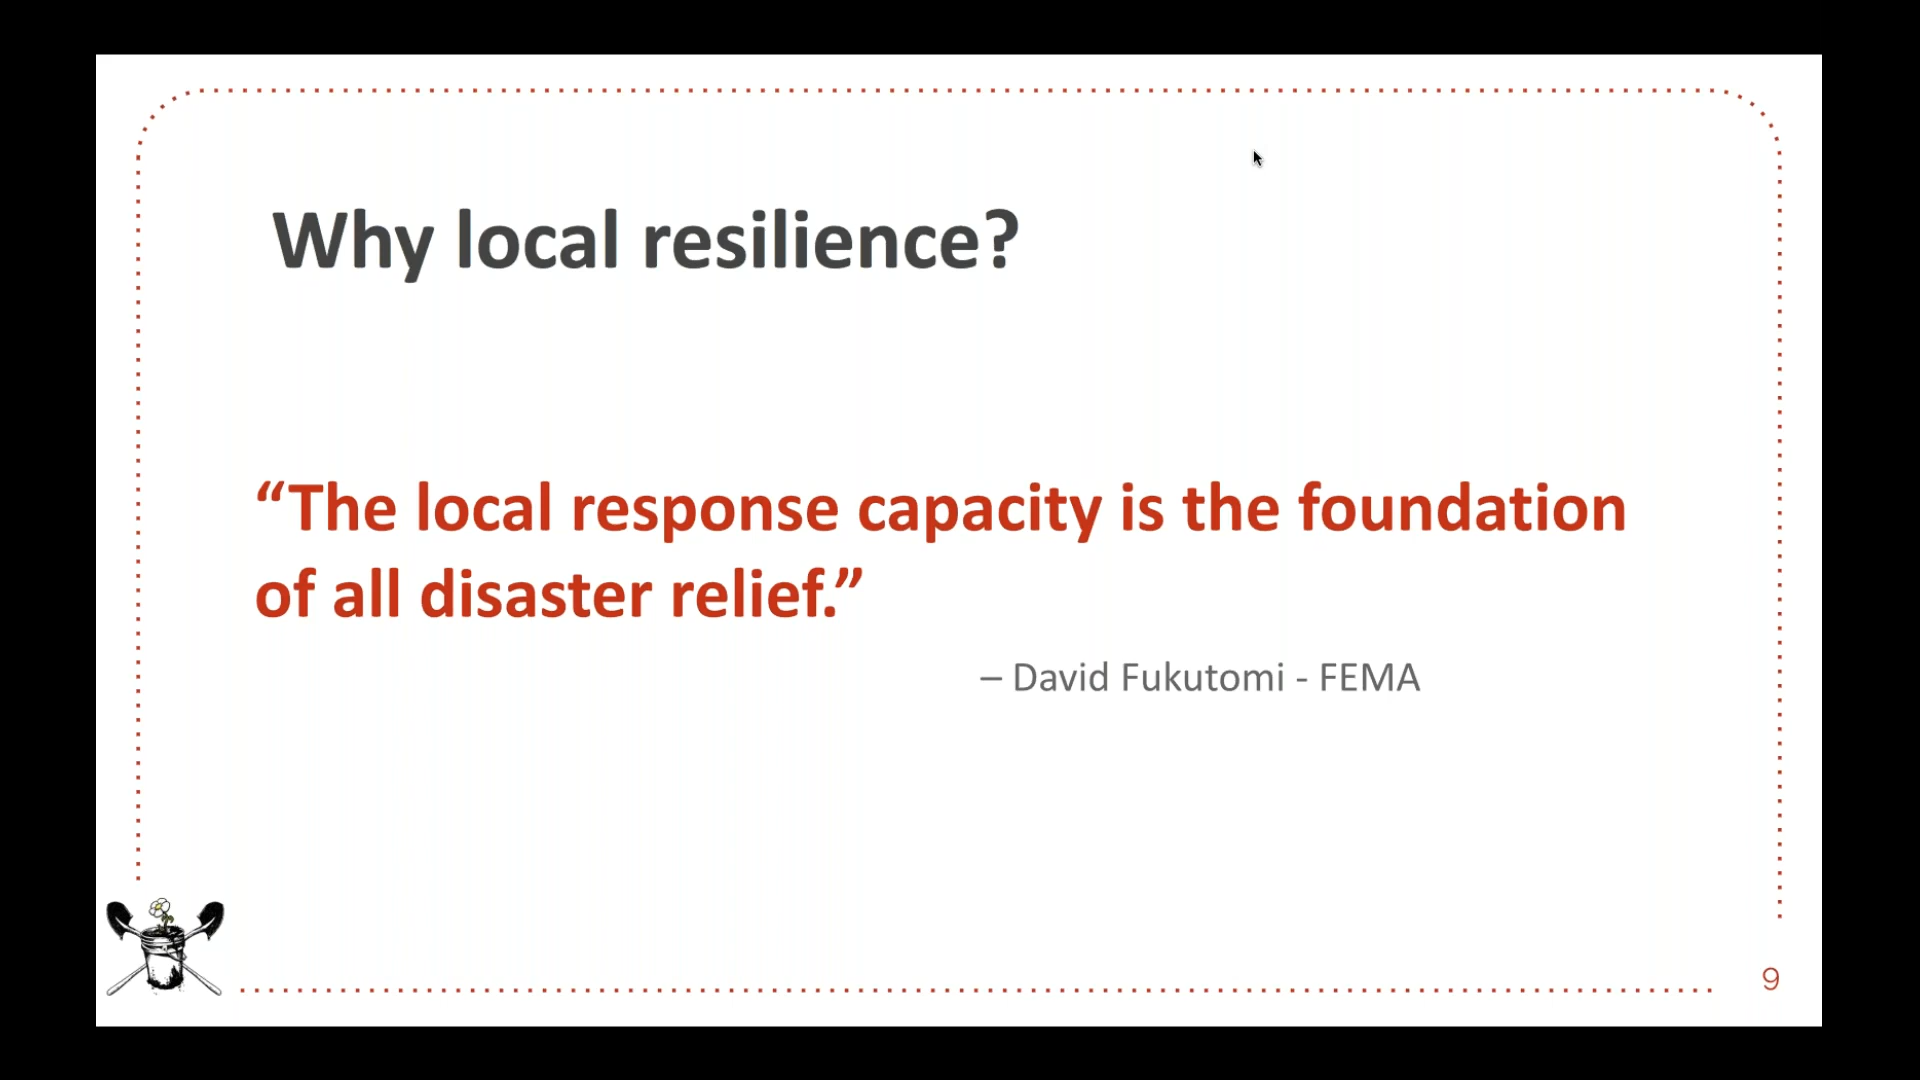 Why local resilience?
“The local response capacity is the foundation
of all disaster relief.”
– David Fukutomi - FEMA
9